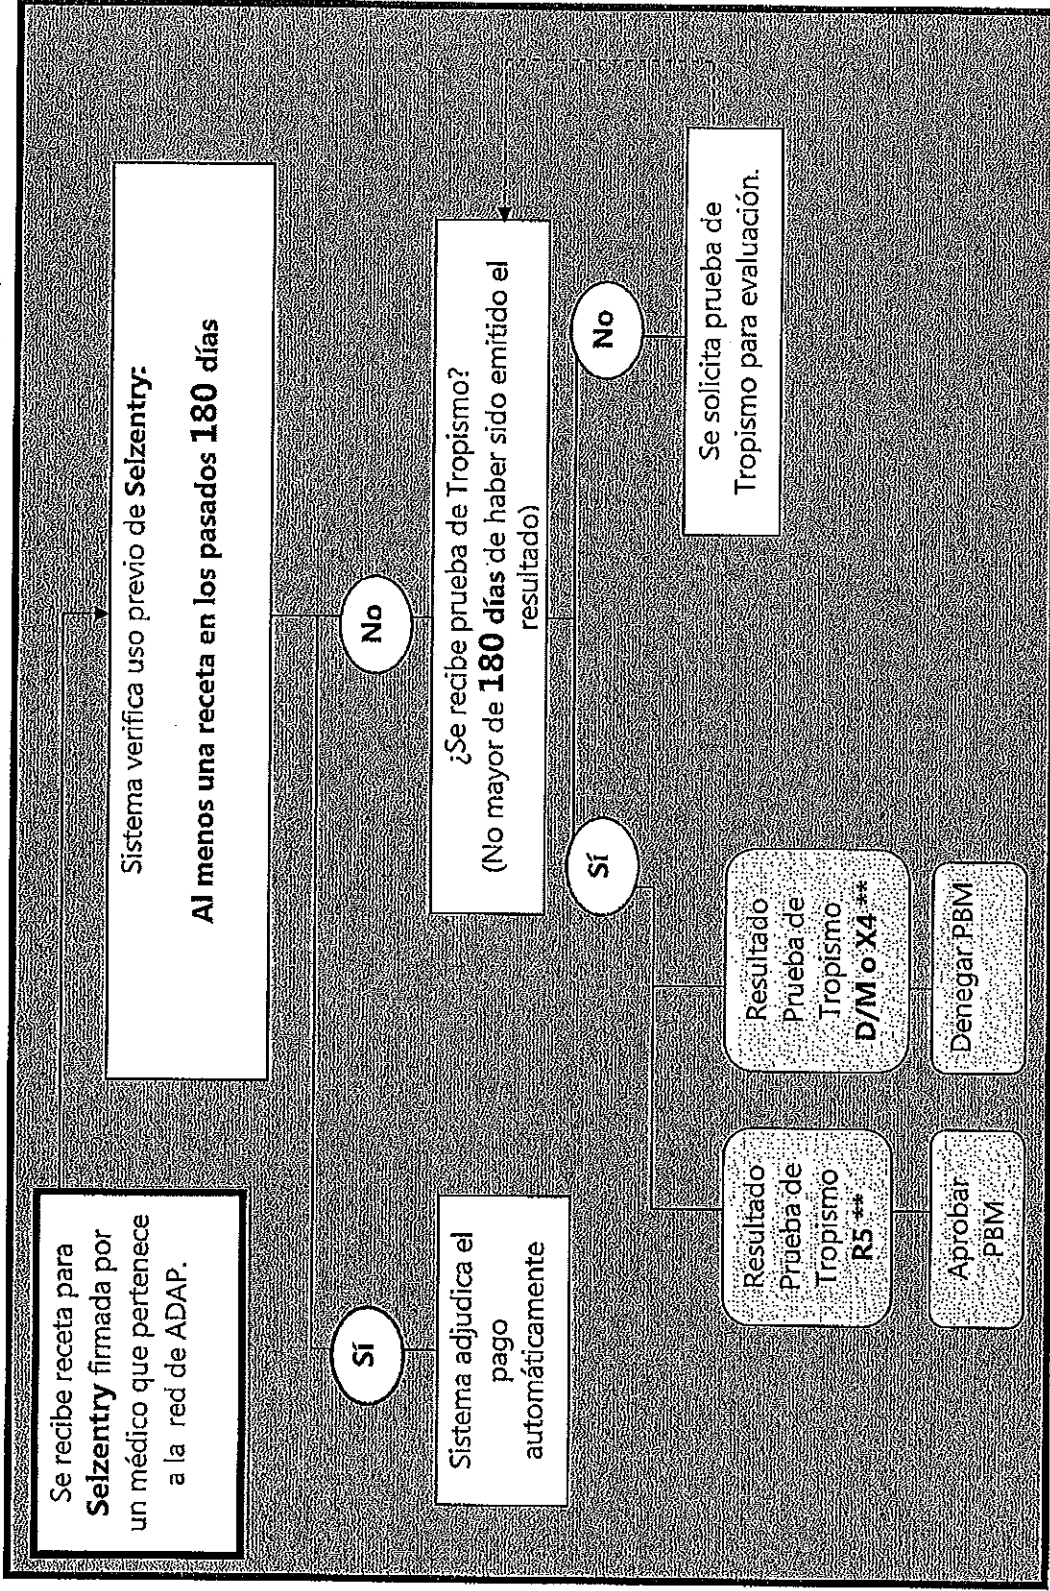 Se recibe receta para
Selzentry firmada por
un médico que pertenece
a la red de ADAP.
Sistema verifica uso previo de Selzentry:
Al menos una receta en los pasados 180 días
Sí
No
Sistema adjudica el
pago
automáticamente
¿Se recibe prueba de Tropismo?
(No mayor de 180 días de haber sido emitido el
resultado)
Sí
No
Resultado
Prueba de
Tropismo
R5 **
Resultado
Prueba de
Tropismo
D/M o X4 **
Se solicita prueba de
Tropismo para evaluación.
Aprobar
PBM
Denegar PBM